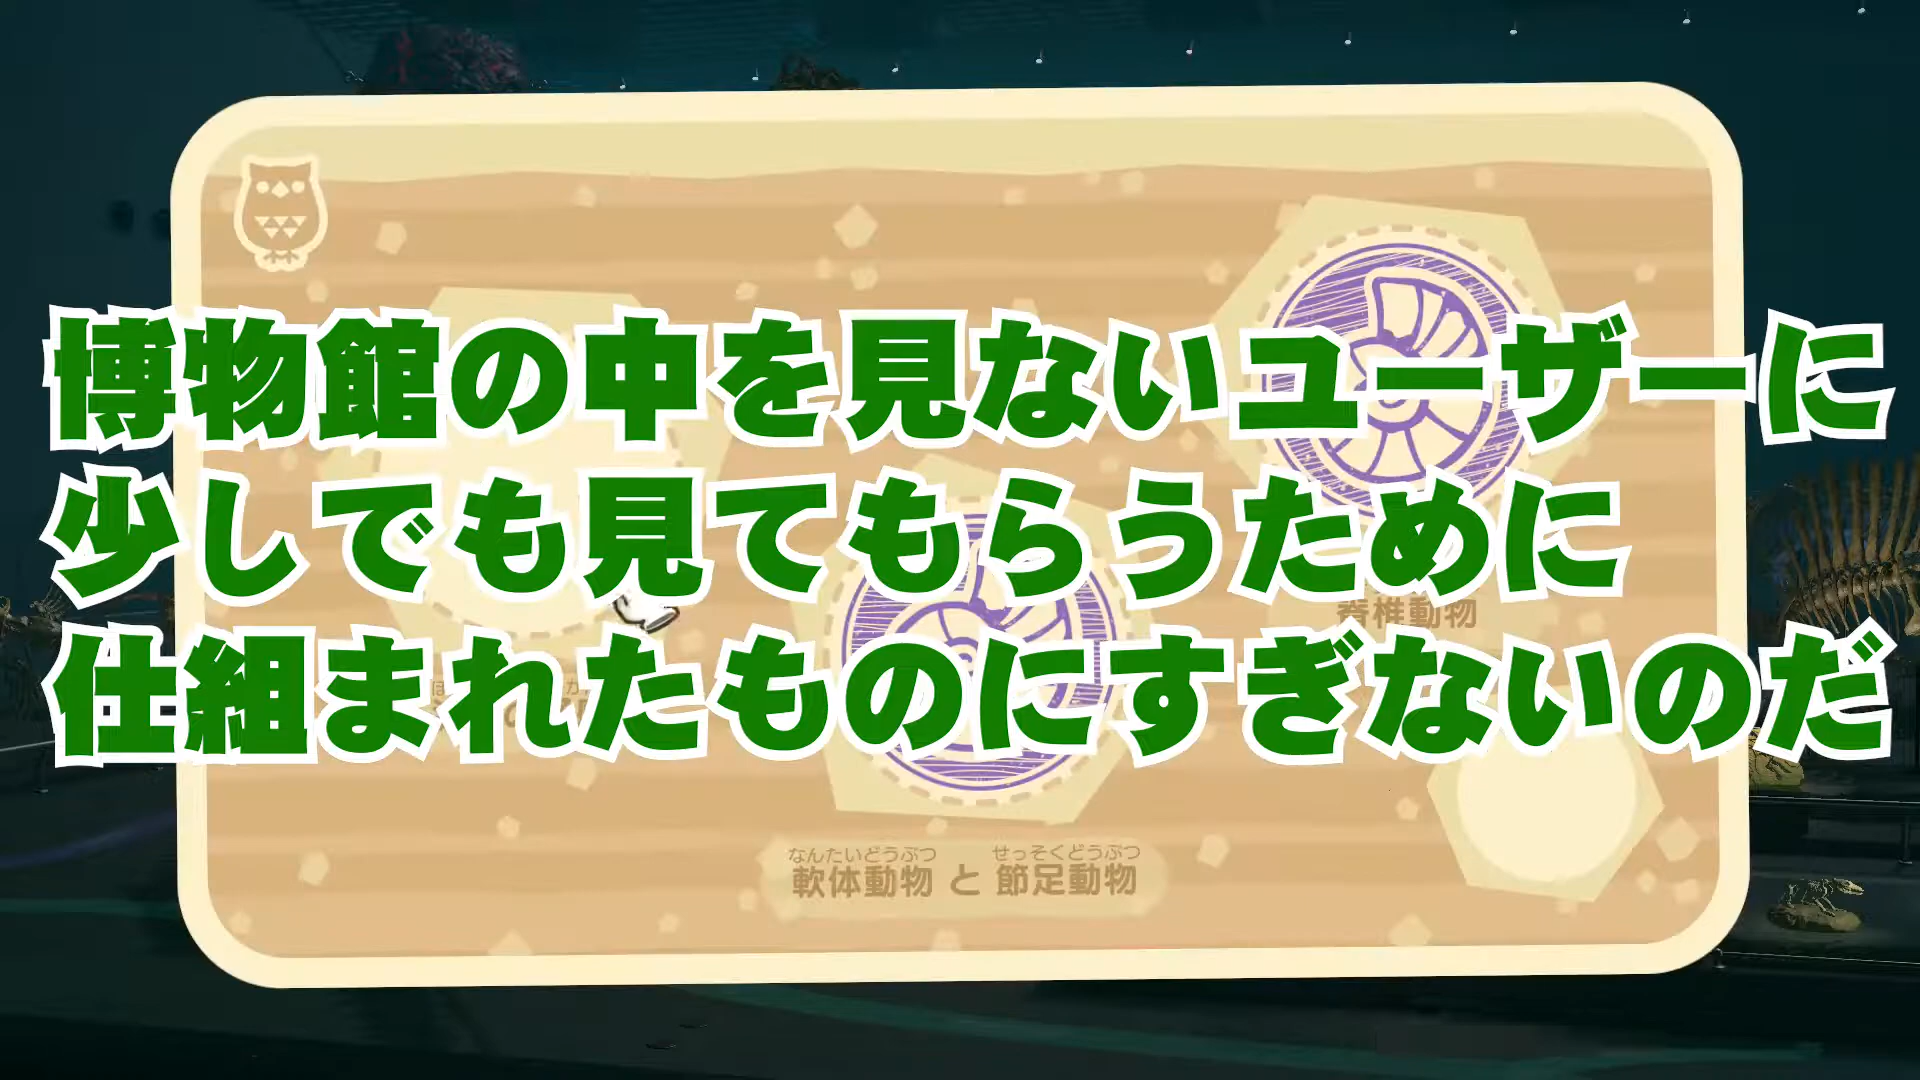 博物館の中を見ないユーザーに
少しでも見てもらうために
仕組まれたものにすぎないのだ
脊椎動物
なんたいどうぶつ せっそくどうぶつ
軟体動物 と 節足動物